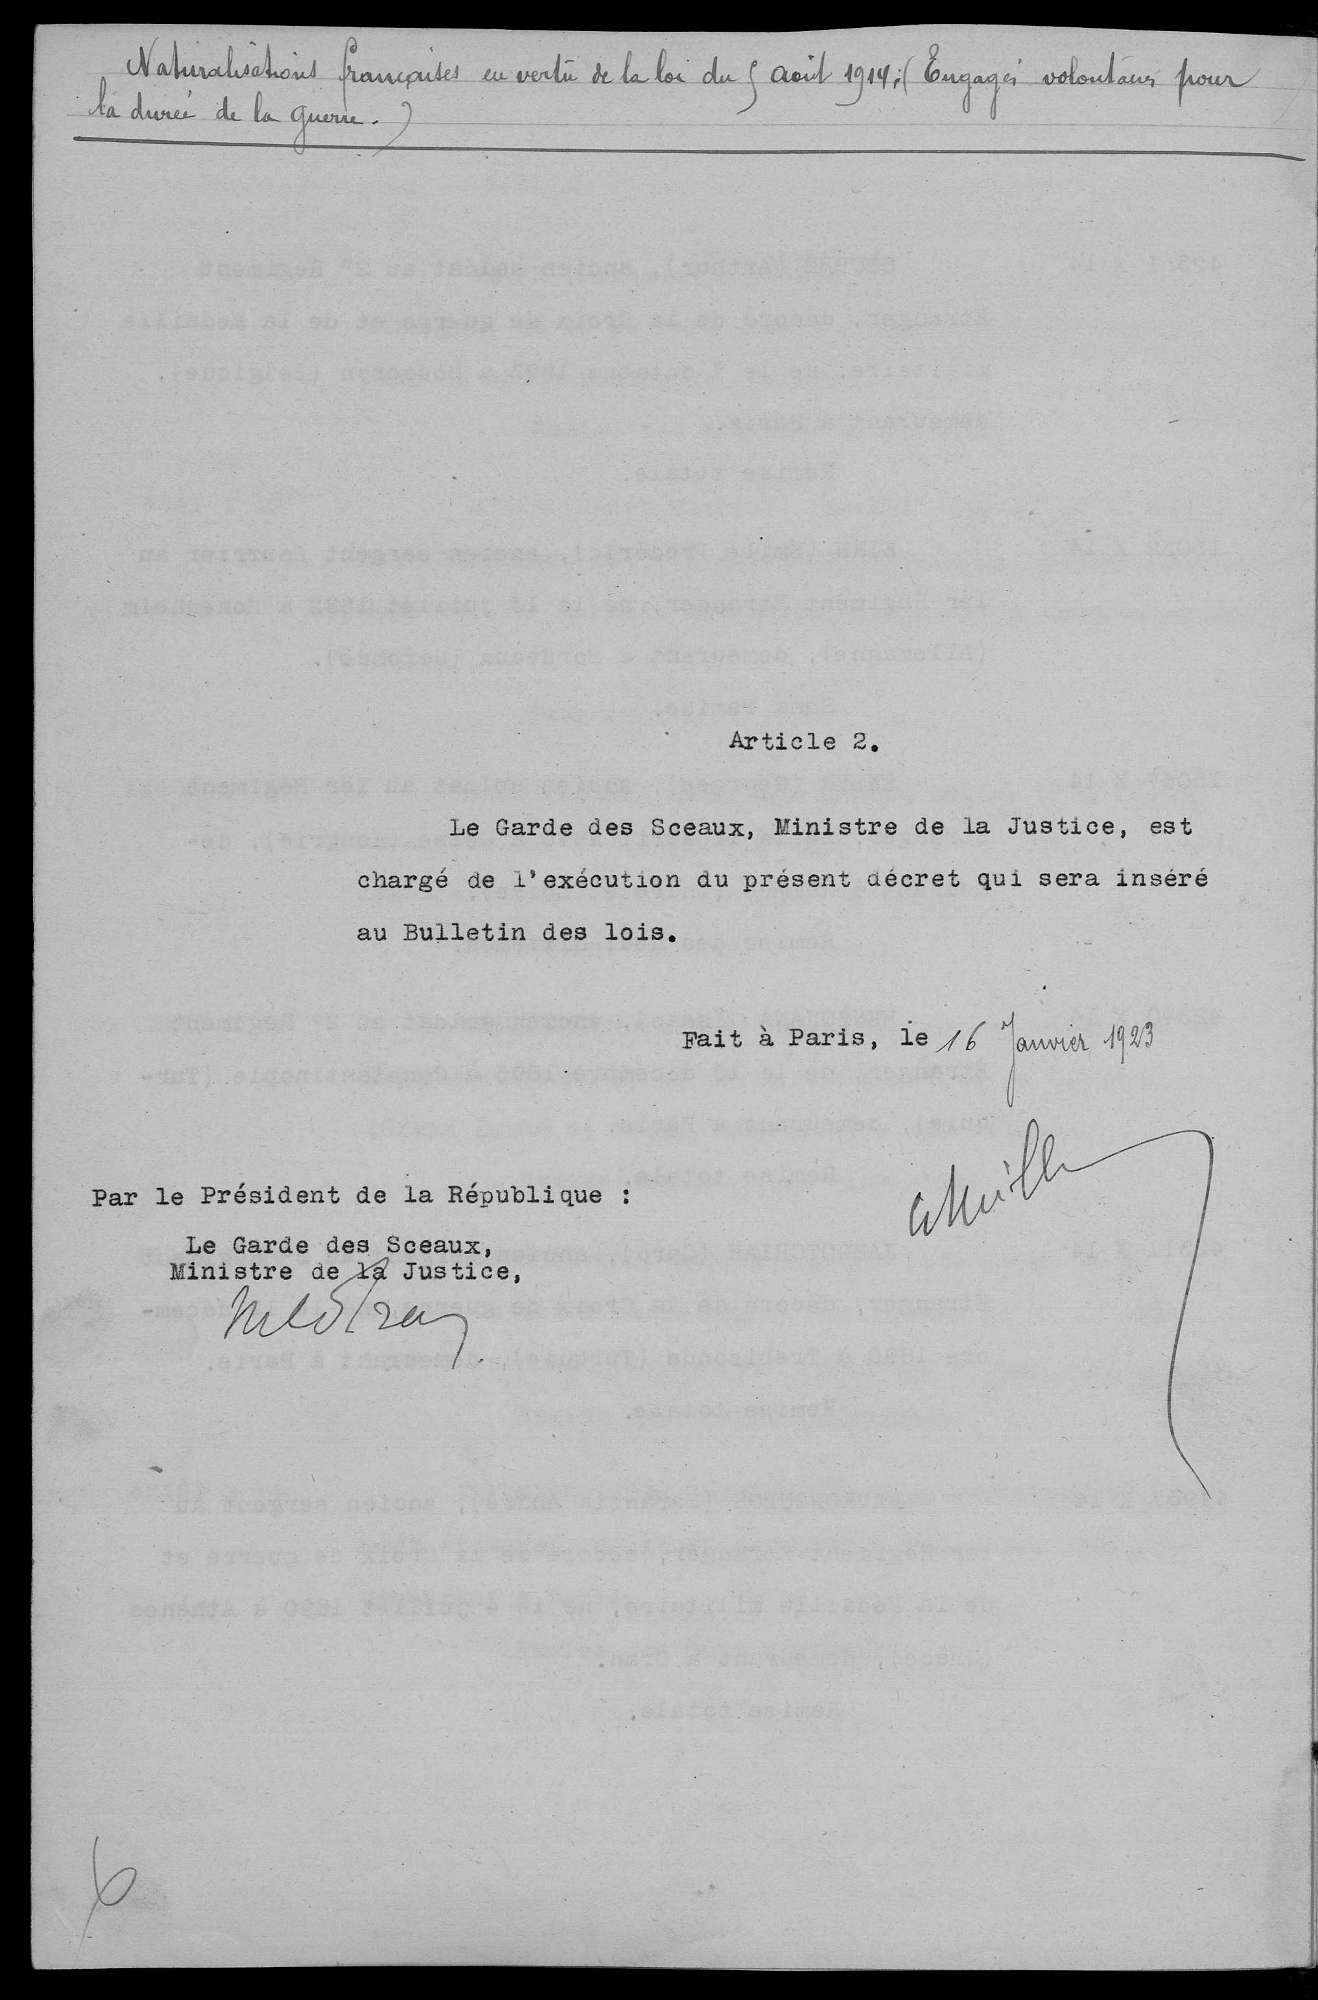 Naturalisations françaises en vertu de la loi du 5 août 1914. (Engagés volontaires pour
la durée de la guerre.)
Article 2.
Le Garde des Sceaux, Ministre de la Justice, est
chargé de l'exécution du présent décret qui sera inséré
au Bulletin des lois.
Fait à Paris, le 16 Janvier 1923
Par le Président de la République :
Le Garde des Sceaux,
Ministre de la Justice,